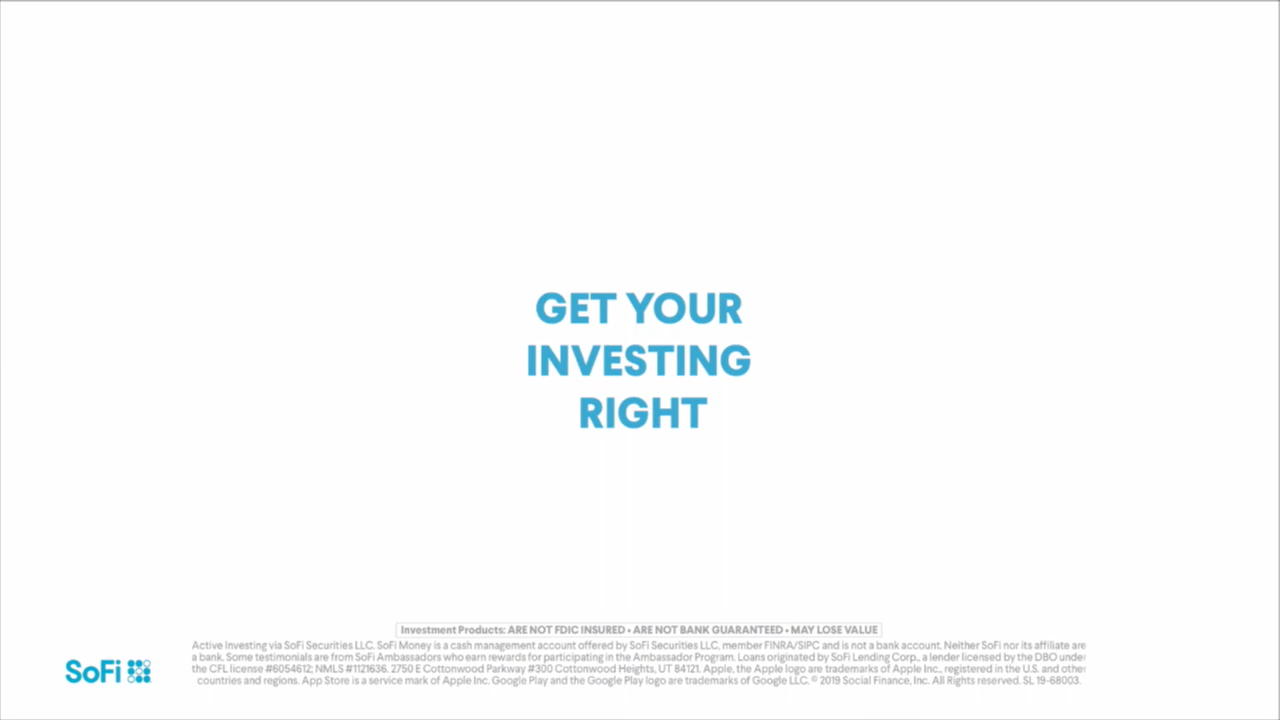 GET YOUR
INVESTING
RIGHT
Investment Products: ARE NOT FDIC INSURED • ARE NOT BANK GUARANTEED • MAY LOSE VALUE
Active Investing via SoFi Securities LLC. SoFi Money is a cash management account offered by SoFi Securities LLC, member FINRA/SIPC and is not a bank account. Neither SoFi nor its affiliate are
a bank. Some testimonials are from SoFi Ambassadors who earn rewards for participating in the Ambassador Program. Loans originated by SoFi Lending Corp., a lender licensed by the DBO under
the CFL license #6054612; NMLS #1121636. 2750 E Cottonwood Parkway #300 Cottonwood Heights, UT 84121. Apple, the Apple logo are trademarks of Apple Inc., registered in the U.S. and other
countries and regions. App Store is a service mark of Apple Inc. Google Play and the Google Play logo are trademarks of Google LLC. © 2019 Social Finance, Inc. All Rights reserved. SL 19-68003.
SoFi